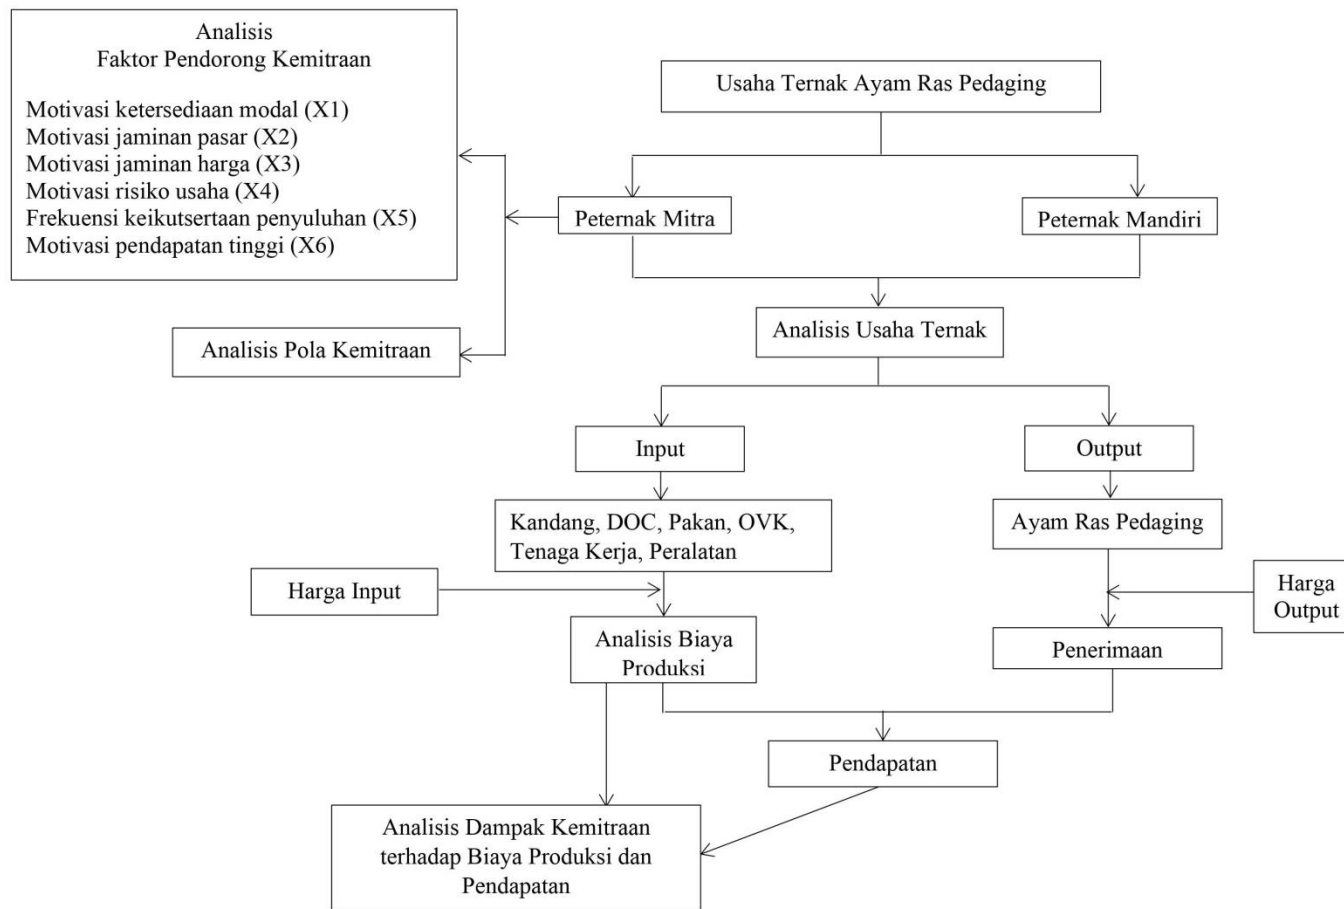 Analisis
Faktor Pendorong Kemitraan
Motivasi ketersediaan modal (X1)
Motivasi jaminan pasar (X2)
Motivasi jaminan harga (X3)
Motivasi risiko usaha (X4)
Frekuensi keikutsertaan penyuluhan (X5)
Motivasi pendapatan tinggi (X6)
Usaha Ternak Ayam Ras Pedaging
Peternak Mitra
Peternak Mandiri
Analisis Pola Kemitraan
Analisis Usaha Ternak
Input
Output
Kandang, DOC, Pakan, OVK,
Tenaga Kerja, Peralatan
Ayam Ras Pedaging
Harga Input
Harga
Output
Analisis Biaya
Produksi
Penerimaan
Pendapatan
Analisis Dampak Kemitraan
terhadap Biaya Produksi dan
Pendapatan